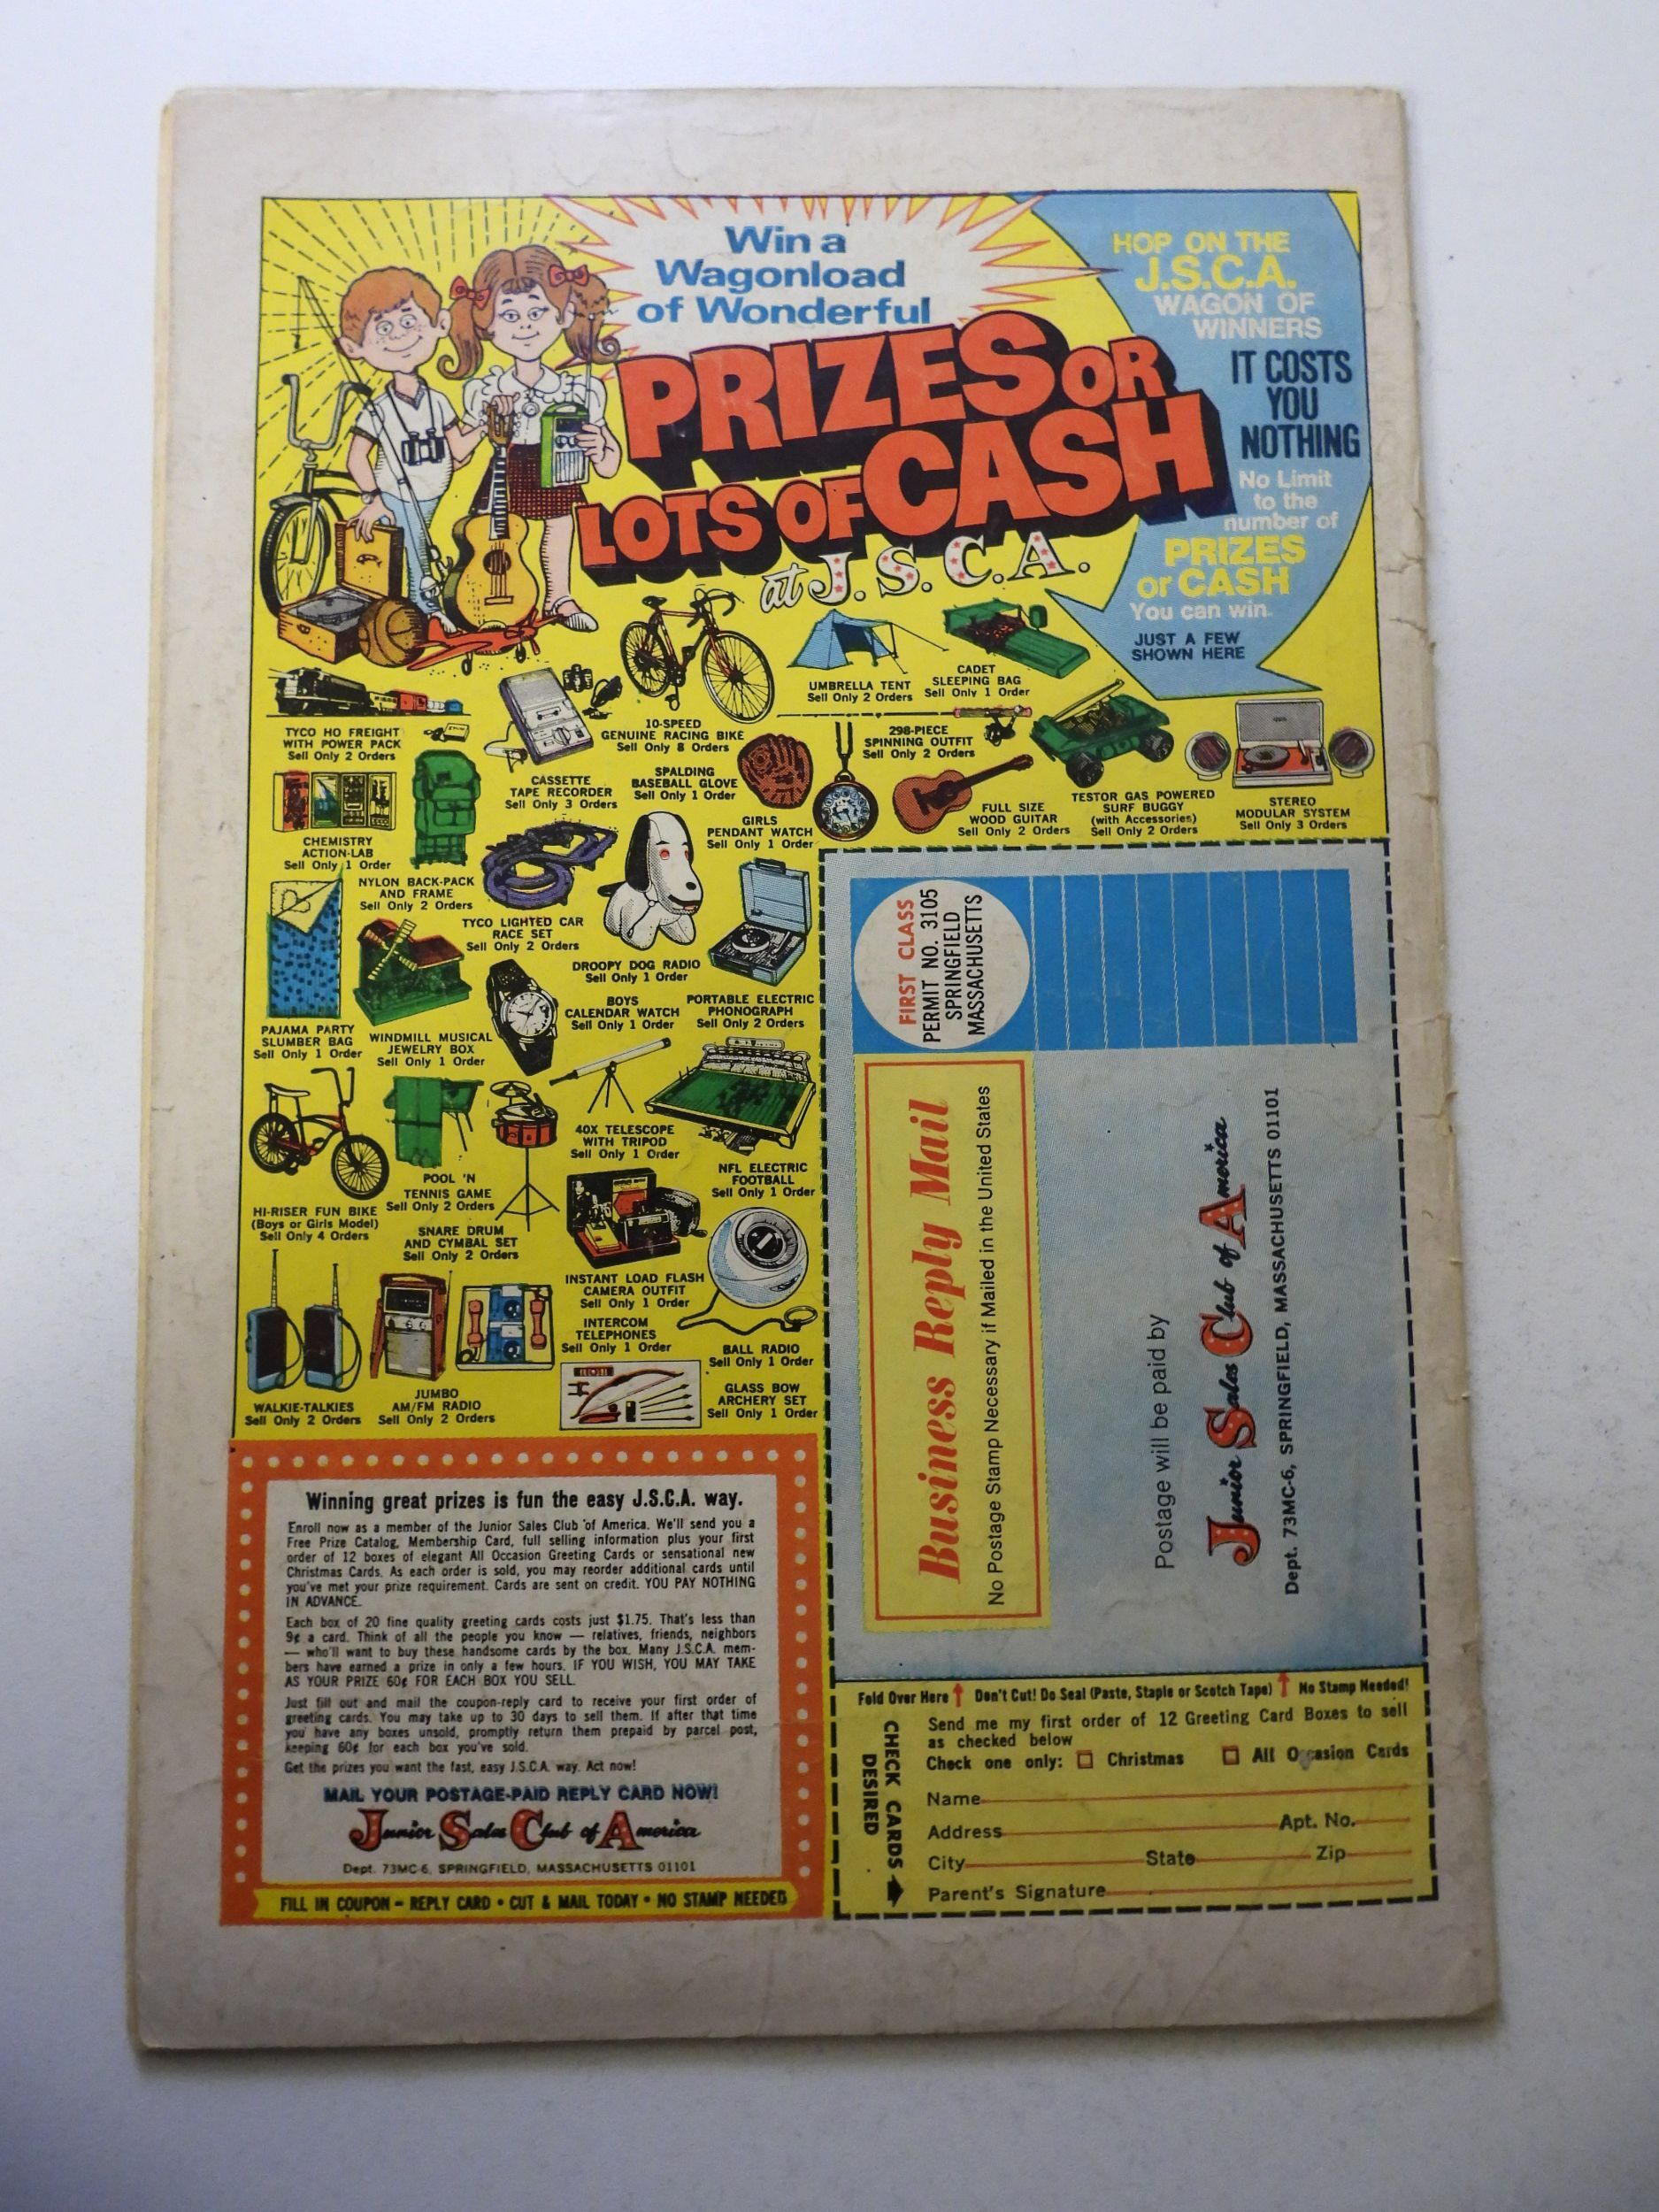 Win a
Wagonload
of Wonderful
PRIZES OR
LOTS OF CASH
at J.S.C.A.
HOP ON THE
J.S.C.A.
WAGON OF
WINNERS
IT COSTS
YOU
NOTHING
No Limit
to the
number of
PRIZES
or CASH
You can win.
JUST A FEW
SHOWN HERE
TYCO HO FREIGHT
WITH POWER PACK
Sell Only 2 Orders
CASSETTE
TAPE RECORDER
Sell Only 3 Orders
10-SPEED
GENUINE RACING BIKE
Sell Only 8 Orders
UMBRELLA TENT
Sell Only 2 Orders
CADET
SLEEPING BAG
Sell Only 1 Order
298-PIECE
SPINNING OUTFIT
Sell Only 2 Orders
SPALDING
BASEBALL GLOVE
Sell Only 1 Order
GIRLS
PENDANT WATCH
Sell Only 1 Order
FULL SIZE
WOOD GUITAR
Sell Only 2 Orders
TESTOR GAS POWERED
SURF BUGGY
(with Accessories)
Sell Only 2 Orders
STEREO
MODULAR SYSTEM
Sell Only 3 Orders
CHEMISTRY
ACTION-LAB
Sell Only 1 Order
NYLON BACK-PACK
AND FRAME
Sell Only 2 Orders
TYCO LIGHTED CAR
RACE SET
Sell Only 2 Orders
DROOPY DOG RADIO
Sell Only 1 Order
PORTABLE ELECTRIC
PHONOGRAPH
Sell Only 2 Orders
PAJAMA PARTY
SLUMBER BAG
Sell Only 1 Order
WINDMILL MUSICAL
JEWELRY BOX
Sell Only 1 Order
BOYS
CALENDAR WATCH
Sell Only 1 Order
40X TELESCOPE
WITH TRIPOD
Sell Only 1 Order
NFL ELECTRIC
FOOTBALL
Sell Only 1 Order
HI-RISER FUN BIKE
(Boys or Girls Model)
Sell Only 4 Orders
POOL 'N
TENNIS GAME
Sell Only 2 Orders
SNARE DRUM
AND CYMBAL SET
Sell Only 2 Orders
INSTANT LOAD FLASH
CAMERA OUTFIT
Sell Only 1 Order
INTERCOM
TELEPHONES
Sell Only 1 Order
BALL RADIO
Sell Only 1 Order
WALKIE-TALKIES
Sell Only 2 Orders
JUMBO
AM/FM RADIO
Sell Only 2 Orders
GLASS BOW
ARCHERY SET
Sell Only 1 Order
FIRST CLASS
PERMIT NO. 3105
SPRINGFIELD
MASSACHUSETTS
Business Reply Mail
No Postage Stamp Necessary if Mailed in the United States
Postage will be paid by
Junior Sales Club of America
Dept. 73MC-6, SPRINGFIELD, MASSACHUSETTS 01101
Winning great prizes is fun the easy J.S.C.A. way.
Enroll now as a member of the Junior Sales Club of America. We'll send you a
Free Prize Catalog, Membership Card, full selling information plus your first
order of 12 boxes of elegant All Occasion Greeting Cards or sensational new
Christmas Cards. As each order is sold, you may reorder additional cards until
you've met your prize requirement. Cards are sent on credit. YOU PAY NOTHING
IN ADVANCE.
Each box of 20 fine quality greeting cards costs just $1.75. That's less than
9¢ a card. Think of all the people you know — relatives, friends, neighbors
— who'll want to buy these handsome cards by the box. Many J.S.C.A. mem-
bers have earned a prize in only a few hours. IF YOU WISH, YOU MAY TAKE
AS YOUR PRIZE 60¢ FOR EACH BOX YOU SELL.
Just fill out and mail the coupon-reply card to receive your first order of
greeting cards. You may take up to 30 days to sell them. If after that time
you have any boxes unsold, promptly return them prepaid by parcel post,
keeping 60¢ for each box you've sold.
Get the prizes you want the fast, easy J.S.C.A. way. Act now!
MAIL YOUR POSTAGE-PAID REPLY CARD NOW!
Junior Sales Club of America
Dept. 73MC-6, SPRINGFIELD, MASSACHUSETTS 01101
FILL IN COUPON – REPLY CARD • CUT & MAIL TODAY • NO STAMP NEEDED
Fold Over Here ↑ Don't Cut! Do Seal (Paste, Staple or Scotch Tape) ↑ No Stamp Needed!
CHECK CARDS
DESIRED
Send me my first order of 12 Greeting Card Boxes to sell
as checked below
Check one only: □ Christmas □ All Occasion Cards
Name
Address Apt. No.
City State Zip
Parent's Signature